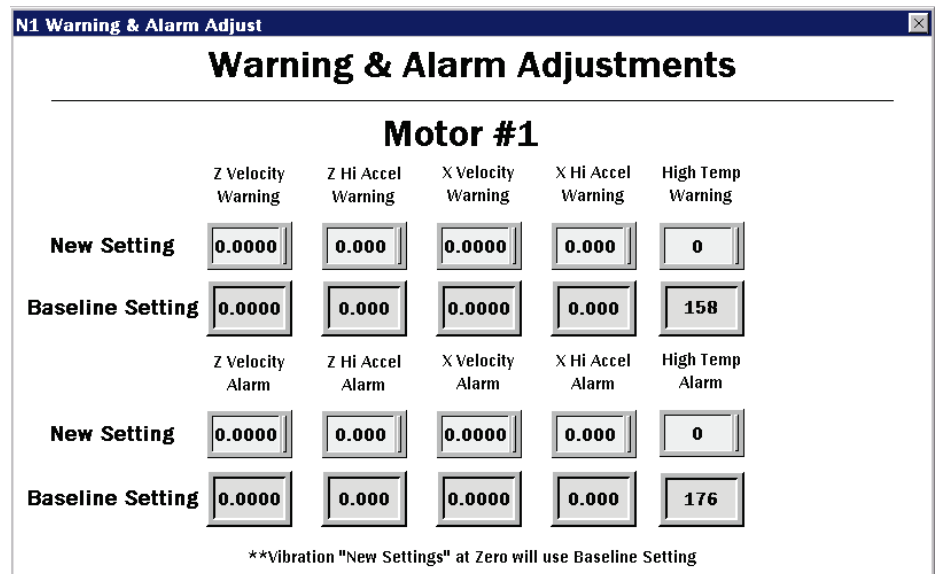 N1 Warning & Alarm Adjust
Warning & Alarm Adjustments
Motor #1
Z Velocity Warning Z Hi Accel Warning X Velocity Warning X Hi Accel Warning High Temp Warning
New Setting 0.0000 0.000 0.0000 0.000 0
Baseline Setting 0.0000 0.000 0.0000 0.000 158
Z Velocity Alarm Z Hi Accel Alarm X Velocity Alarm X Hi Accel Alarm High Temp Alarm
New Setting 0.0000 0.000 0.0000 0.000 0
Baseline Setting 0.0000 0.000 0.0000 0.000 176
**Vibration "New Settings" at Zero will use Baseline Setting